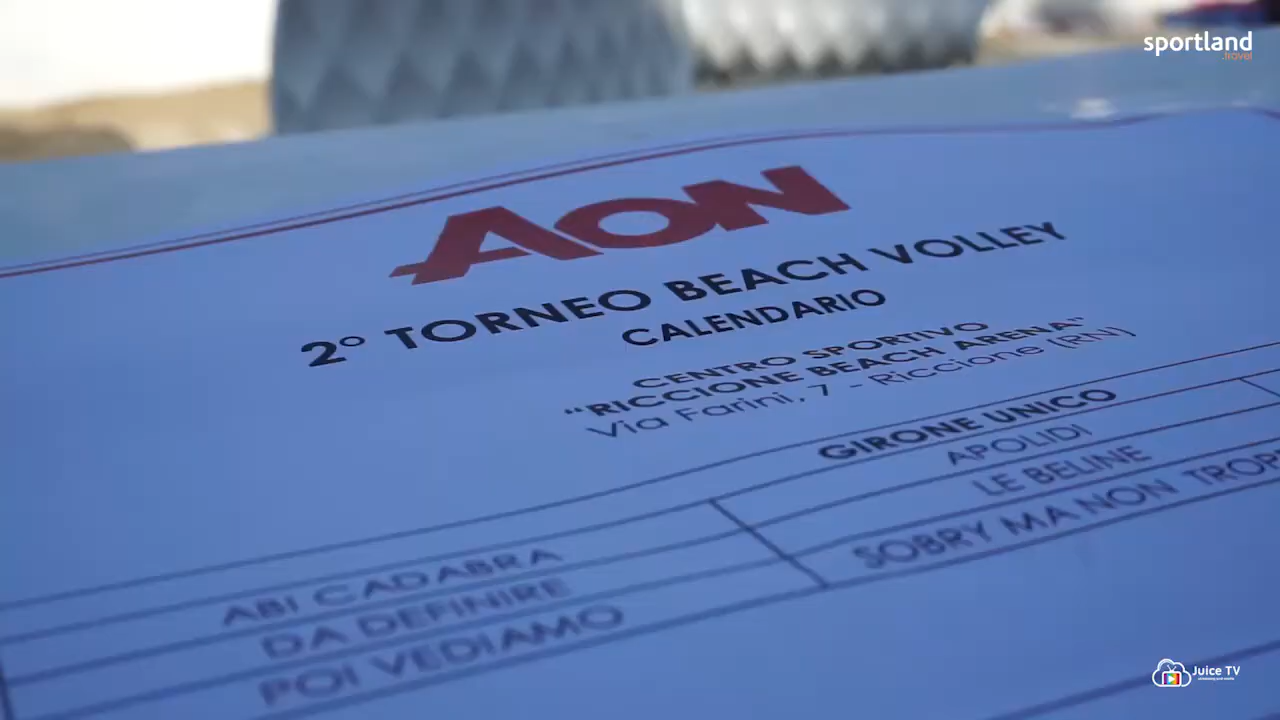 sportland
.travel
AON
2° TORNEO BEACH VOLLEY
CALENDARIO
CENTRO SPORTIVO
"RICCIONE BEACH ARENA"
Via Farini, 7 - Riccione (RN)
GIRONE UNICO
ABI CADABRA APOLIDI
DA DEFINIRE LE BELINE
POI VEDIAMO SOBRY MA NON
Juice TV